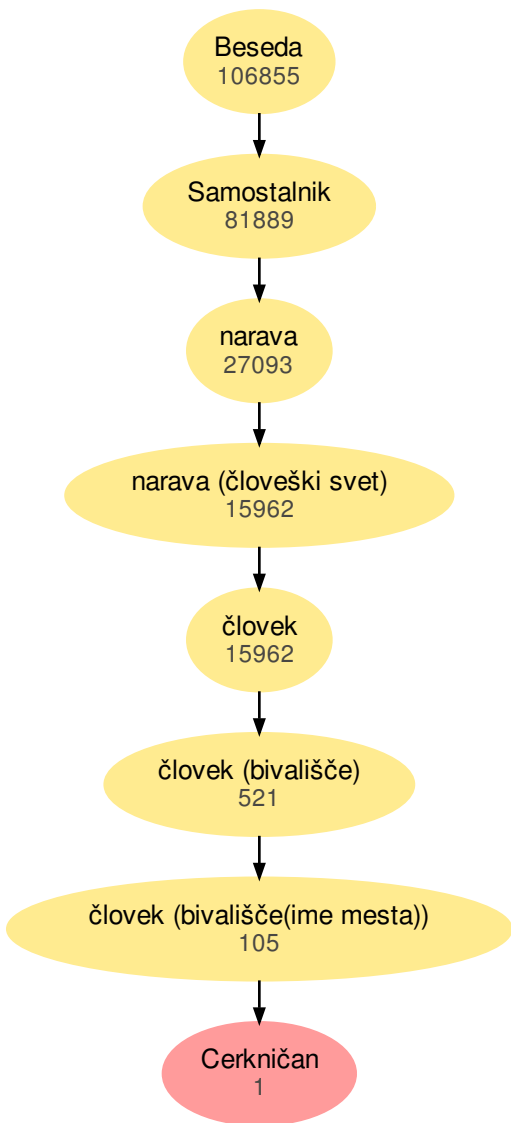 Beseda
106855
Samostalnik
81889
narava
27093
narava (človeški svet)
15962
človek
15962
človek (bivališče)
521
človek (bivališče(ime mesta))
105
Cerkničan
1